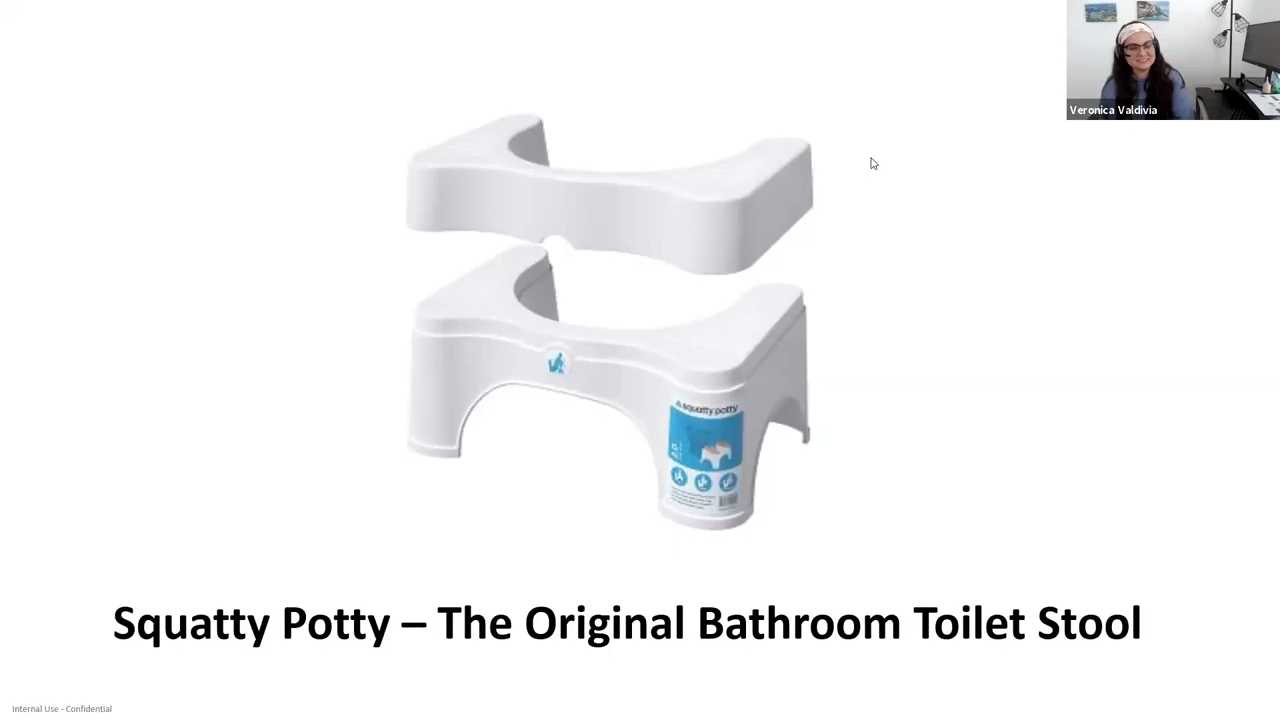 Veronica Valdivia
squatty potty
Squatty Potty – The Original Bathroom Toilet Stool
Internal Use - Confidential